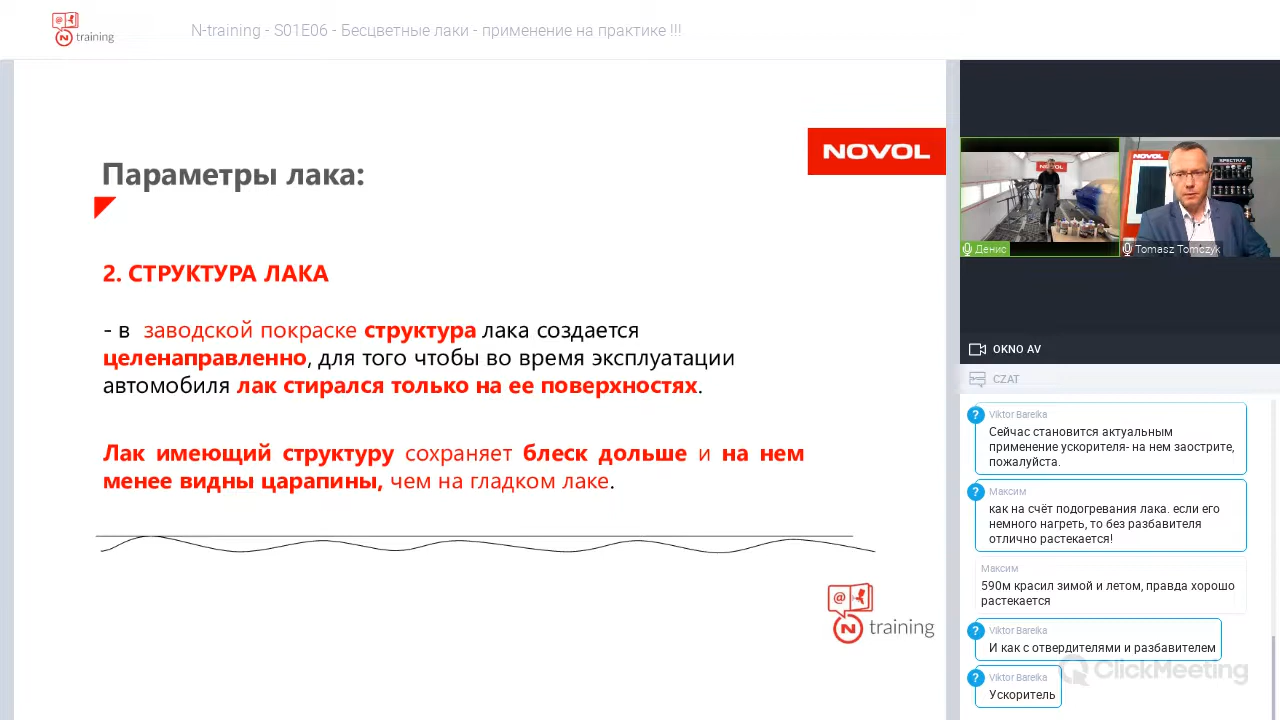 @
N training
N-training - S01E06 - Бесцветные лаки - применение на практике !!!
NOVOL
Параметры лака:
2. СТРУКТУРА ЛАКА
- в заводской покраске структура лака создается
целенаправленно, для того чтобы во время эксплуатации
автомобиля лак стирался только на ее поверхностях.
Лак имеющий структуру сохраняет блеск дольше и на нем
менее видны царапины, чем на гладком лаке.
@
N training
NOVOL
Денис
NOVOL
SPECTRAL
Tomasz Tomczyk
OKNO AV
CZAT
? Viktor Bareika
Сейчас становится актуальным
применение ускорителя- на нем заострите,
пожалуйста.
? Максим
как на счёт подогревания лака. если его
немного нагреть, то без разбавителя
отлично растекается!
Максим
590м красил зимой и летом, правда хорошо
растекается
? Viktor Bareika
И как с отвердителями и разбавителем
ClickMeeting
? Viktor Bareika
Ускоритель